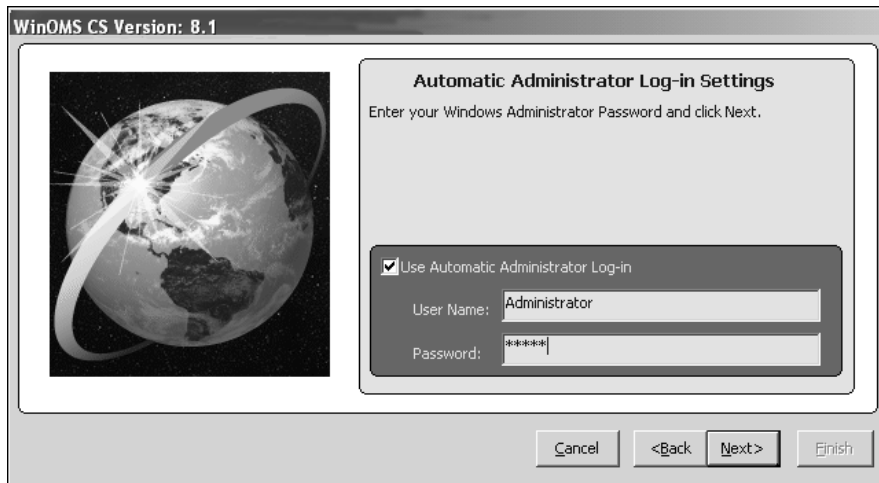 WinOMS CS Version: 8.1
Automatic Administrator Log-in Settings
Enter your Windows Administrator Password and click Next.
Use Automatic Administrator Log-in
User Name: Administrator
Password: *****
Cancel <Back Next> Finish